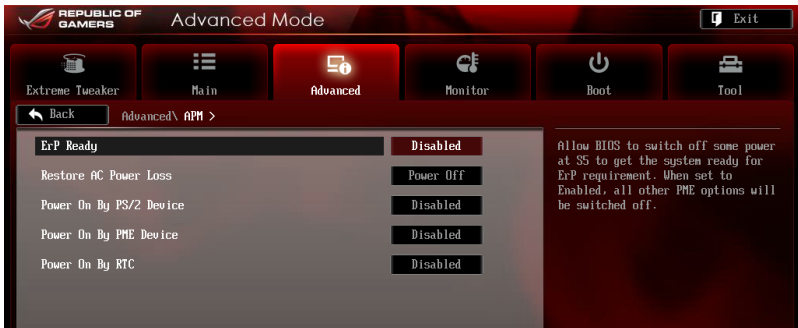 REPUBLIC OF
GAMERS
Advanced Mode
Exit
Extreme Tweaker
Main
Advanced
Monitor
Boot
Tool
Back
Advanced\ APM >
ErP Ready
Disabled
Restore AC Power Loss
Power Off
Power On By PS/2 Device
Disabled
Power On By PME Device
Disabled
Power On By RTC
Disabled
Allow BIOS to switch off some power
at S5 to get the system ready for
ErP requirement. When set to
Enabled, all other PME options will
be switched off.